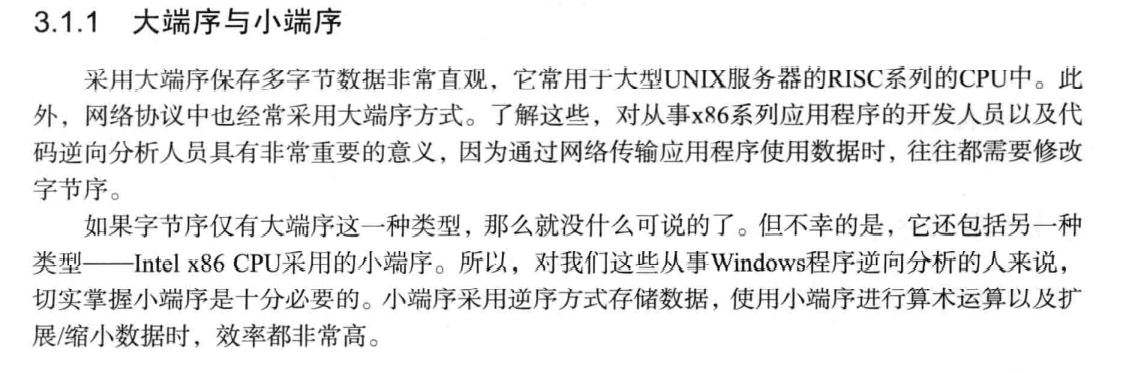 3.1.1 大端序与小端序
采用大端序保存多字节数据非常直观，它常用于大型UNIX服务器的RISC系列的CPU中。此
外，网络协议中也经常采用大端序方式。了解这些，对从事x86系列应用程序的开发人员以及代
码逆向分析人员具有非常重要的意义，因为通过网络传输应用程序使用数据时，往往都需要修改
字节序。
如果字节序仅有大端序这一种类型，那么就没什么可说的了。但不幸的是，它还包括另一种
类型——Intel x86 CPU采用的小端序。所以，对我们这些从事Windows程序逆向分析的人来说，
切实掌握小端序是十分必要的。小端序采用逆序方式存储数据，使用小端序进行算术运算以及扩
展/缩小数据时，效率都非常高。